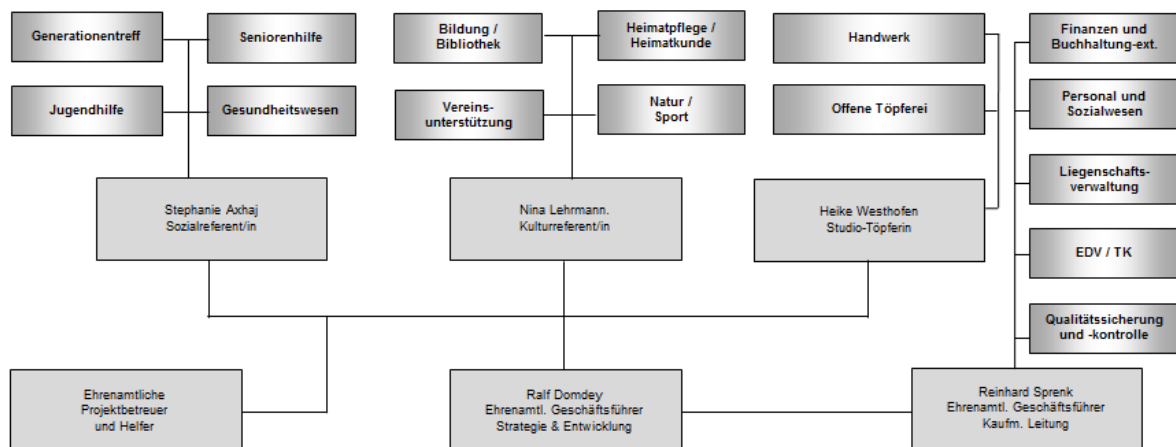 Generationentreff
Seniorenhilfe
Jugendhilfe
Gesundheitswesen
Bildung /
Bibliothek
Heimatpflege /
Heimatkunde
Vereins-
unterstützung
Natur /
Sport
Handwerk
Offene Töpferei
Finanzen und
Buchhaltung-ext.
Personal und
Sozialwesen
Liegenschafts-
verwaltung
EDV / TK
Qualitätssicherung
und -kontrolle
Stephanie Axhaj
Sozialreferent/in
Nina Lehrmann.
Kulturreferent/in
Heike Westhofen
Studio-Töpferin
Ehrenamtliche
Projektbetreuer
und Helfer
Ralf Domdey
Ehrenamtl. Geschäftsführer
Strategie & Entwicklung
Reinhard Sprenk
Ehrenamtl. Geschäftsführer
Kaufm. Leitung